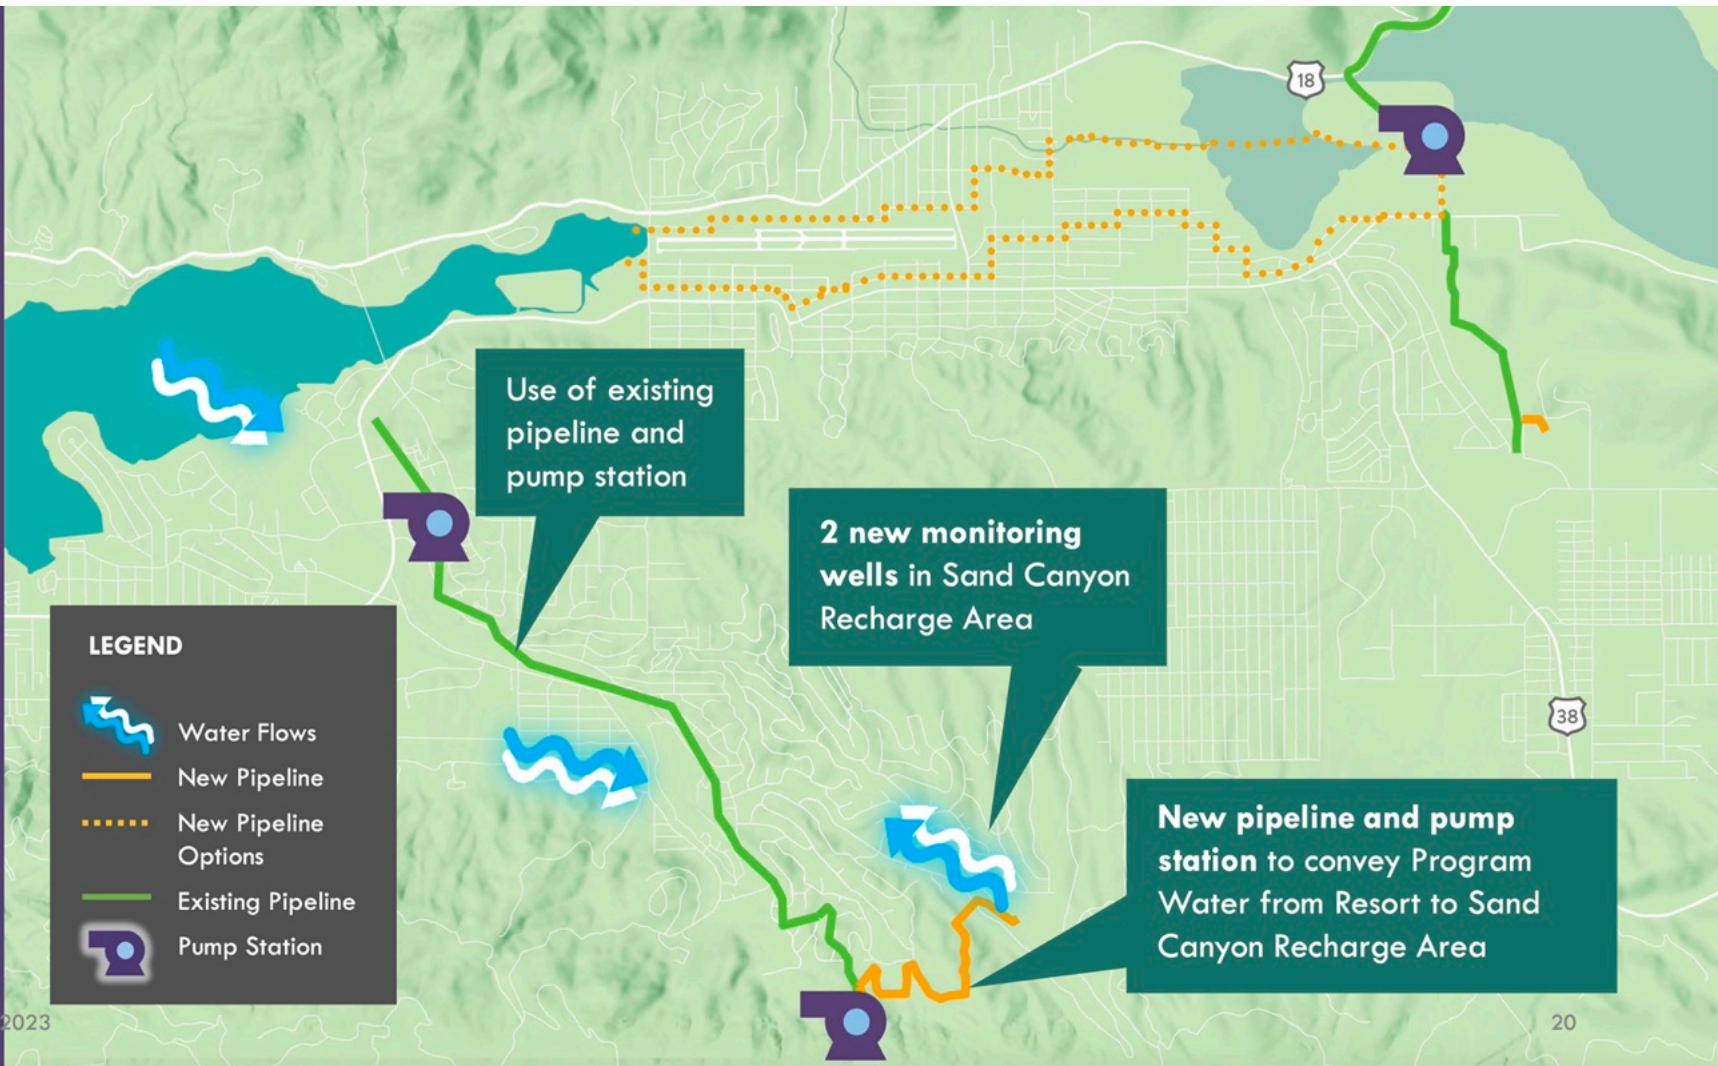 18
Use of existing
pipeline and
pump station
2 new monitoring
wells in Sand Canyon
Recharge Area
LEGEND
Water Flows
New Pipeline
New Pipeline
Options
Existing Pipeline
Pump Station
38
New pipeline and pump
station to convey Program
Water from Resort to Sand
Canyon Recharge Area
2023
20